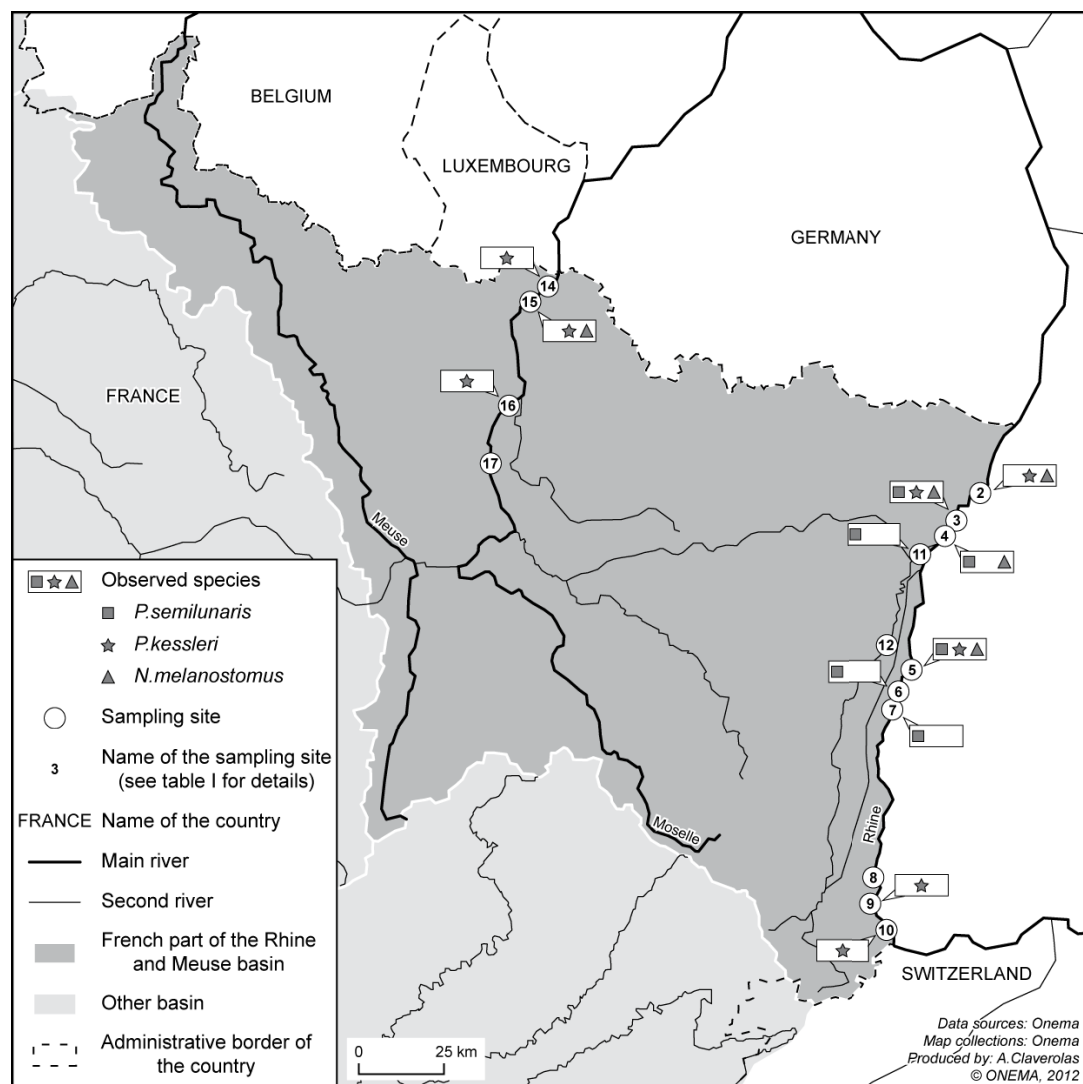 BELGIUM
LUXEMBOURG
GERMANY
14
15
FRANCE
16
17
2
3
4
11
Meuse
12
5
6
7
Moselle
Rhine
8
9
10
SWITZERLAND
Observed species
P.semilunaris
P.kessleri
N.melanostomus
Sampling site
3
Name of the sampling site
(see table I for details)
FRANCE
Name of the country
Main river
Second river
French part of the Rhine
and Meuse basin
Other basin
Administrative border of
the country
0 25 km
Data sources: Onema
Map collections: Onema
Produced by: A.Claverolas
© ONEMA, 2012